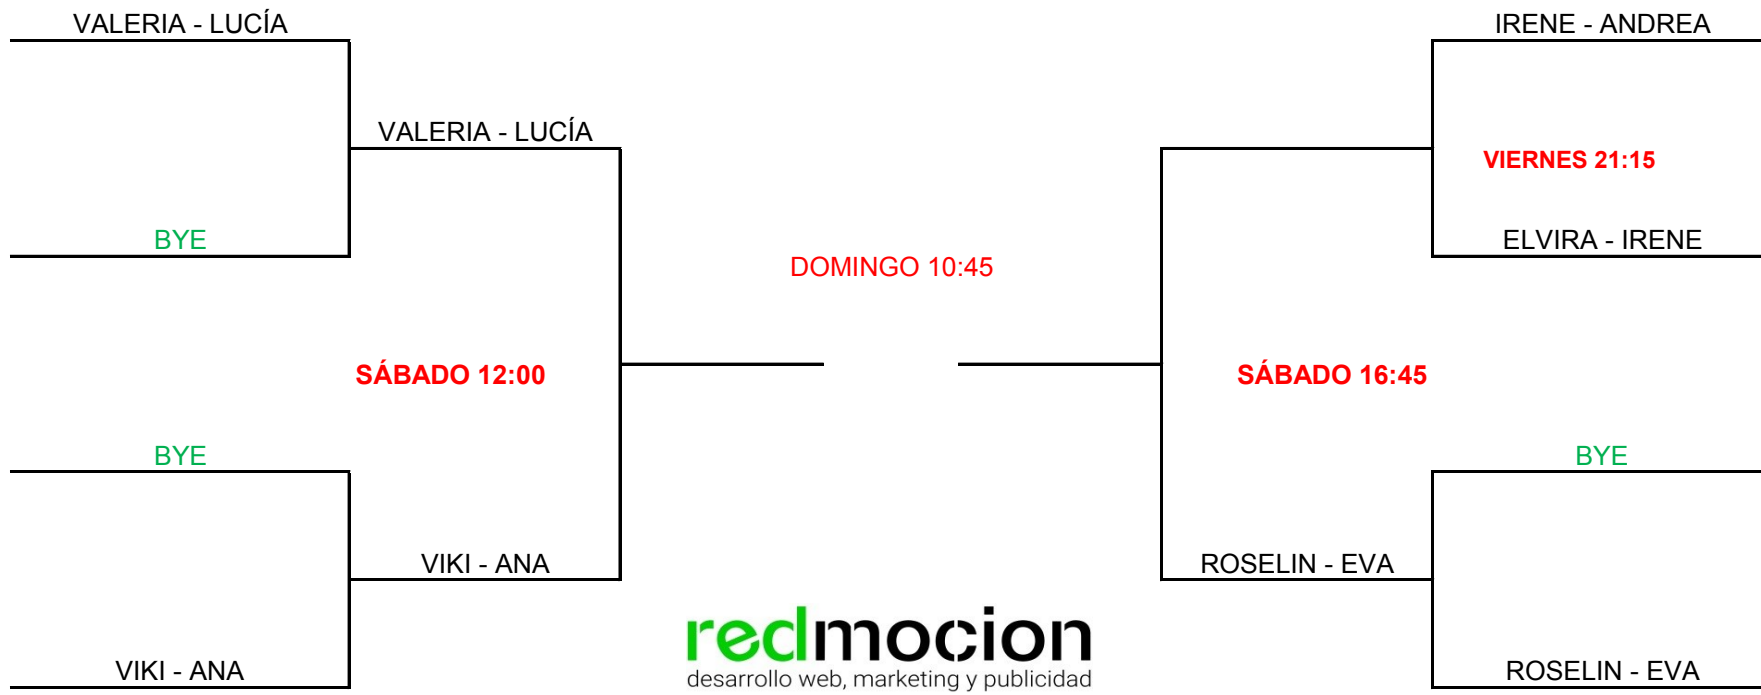 VALERIA - LUCÍA
IRENE - ANDREA
VALERIA - LUCÍA
VIERNES 21:15
BYE
ELVIRA - IRENE
DOMINGO 10:45
SÁBADO 12:00
SÁBADO 16:45
BYE
BYE
VIKI - ANA
ROSELIN - EVA
redmocion
desarrollo web, marketing y publicidad
VIKI - ANA
ROSELIN - EVA